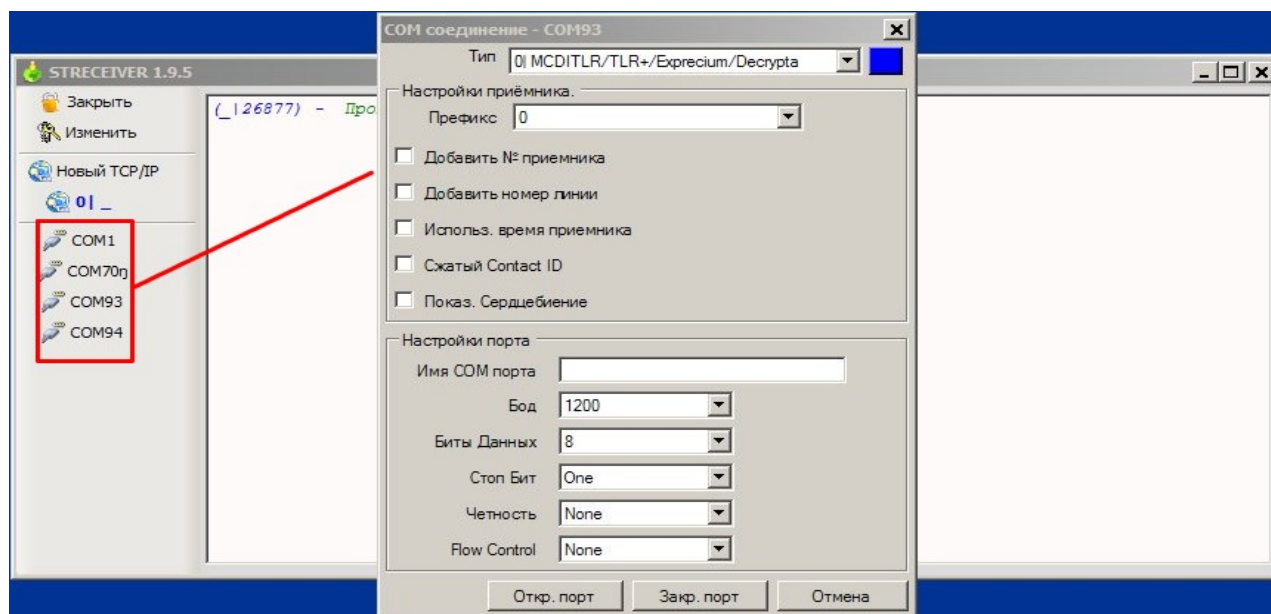 COM соединение - COM93
Тип 0| MCDITLR/TLR+/Exprecium/Decrypta
STRECEIVER 1.9.5
Закрыть
Изменить
Новый TCP/IP
0| _
COM1
COM70
COM93
COM94
(_|26877) -
Настройки приёмника.
Префикс 0
Добавить № приемника
Добавить номер линии
Использ. время приемника
Сжатый Contact ID
Показ. Сердцебиение
Настройки порта
Имя COM порта
Бод 1200
Биты Данных 8
Стоп Бит One
Четность None
Flow Control None
Откр. порт Закр. порт Отмена